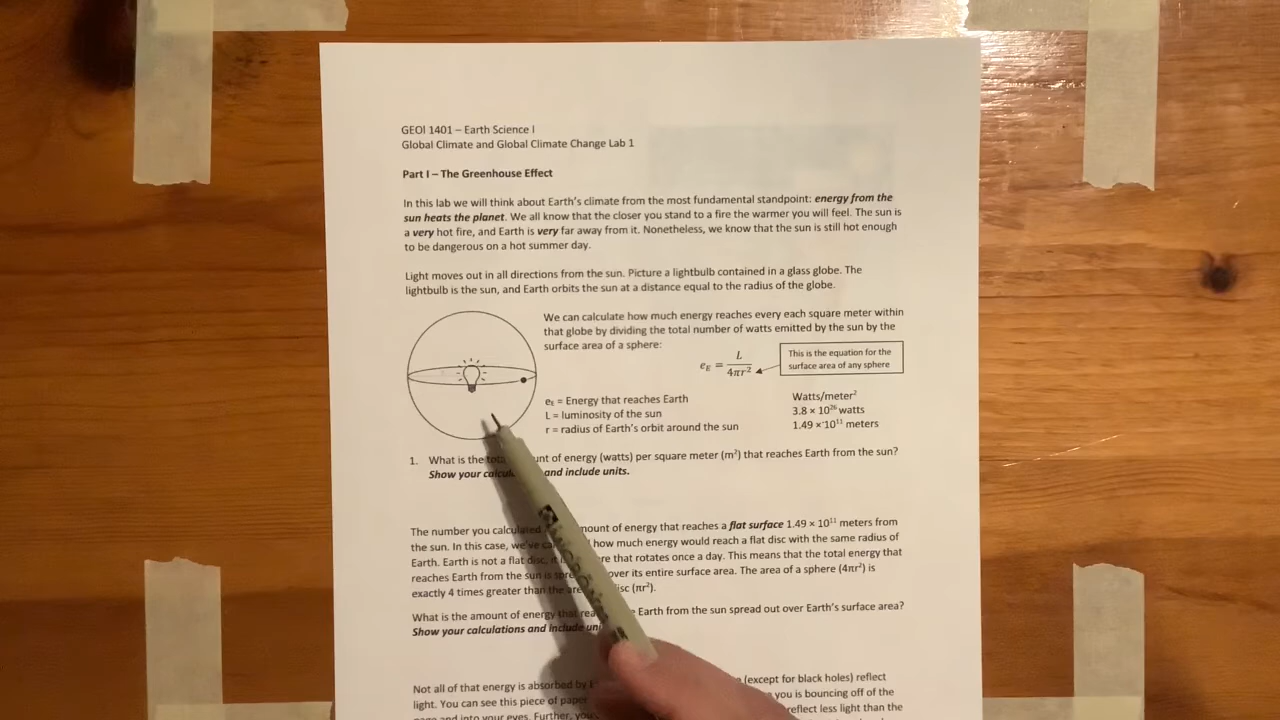 GEOl 1401 – Earth Science I
Global Climate and Global Climate Change Lab 1
Part I – The Greenhouse Effect
In this lab we will think about Earth's climate from the most fundamental standpoint: energy from the
sun heats the planet. We all know that the closer you stand to a fire the warmer you will feel. The sun is
a very hot fire, and Earth is very far away from it. Nonetheless, we know that the sun is still hot enough
to be dangerous on a hot summer day.
Light moves out in all directions from the sun. Picture a lightbulb contained in a glass globe. The
lightbulb is the sun, and Earth orbits the sun at a distance equal to the radius of the globe.
We can calculate how much energy reaches every each square meter within
that globe by dividing the total number of watts emitted by the sun by the
surface area of a sphere:
e_E = L / 4πr²
This is the equation for the
surface area of any sphere
e_E = Energy that reaches Earth Watts/meter²
L = luminosity of the sun 3.8 × 10²⁶ watts
r = radius of Earth's orbit around the sun 1.49 × 10¹¹ meters
1. What is the of energy (watts) per square meter (m²) that reaches Earth from the sun?
Show your and include units.
The number you calculated amount of energy that reaches a flat surface 1.49 × 10¹¹ meters from
the sun. In this case, we've how much energy would reach a flat disc with the same radius of
Earth. Earth is not a flat disc, that rotates once a day. This means that the total energy that
reaches Earth from the sun is over its entire surface area. The area of a sphere (4πr²) is
exactly 4 times greater than the (πr²).
What is the amount of energy that Earth from the sun spread out over Earth's surface area?
Show your calculations and include
Not all of that energy is absorbed by (except for black holes) reflect
light. You can see this piece of paper you is bouncing off of the
and into your eyes. Further, reflect less light than the